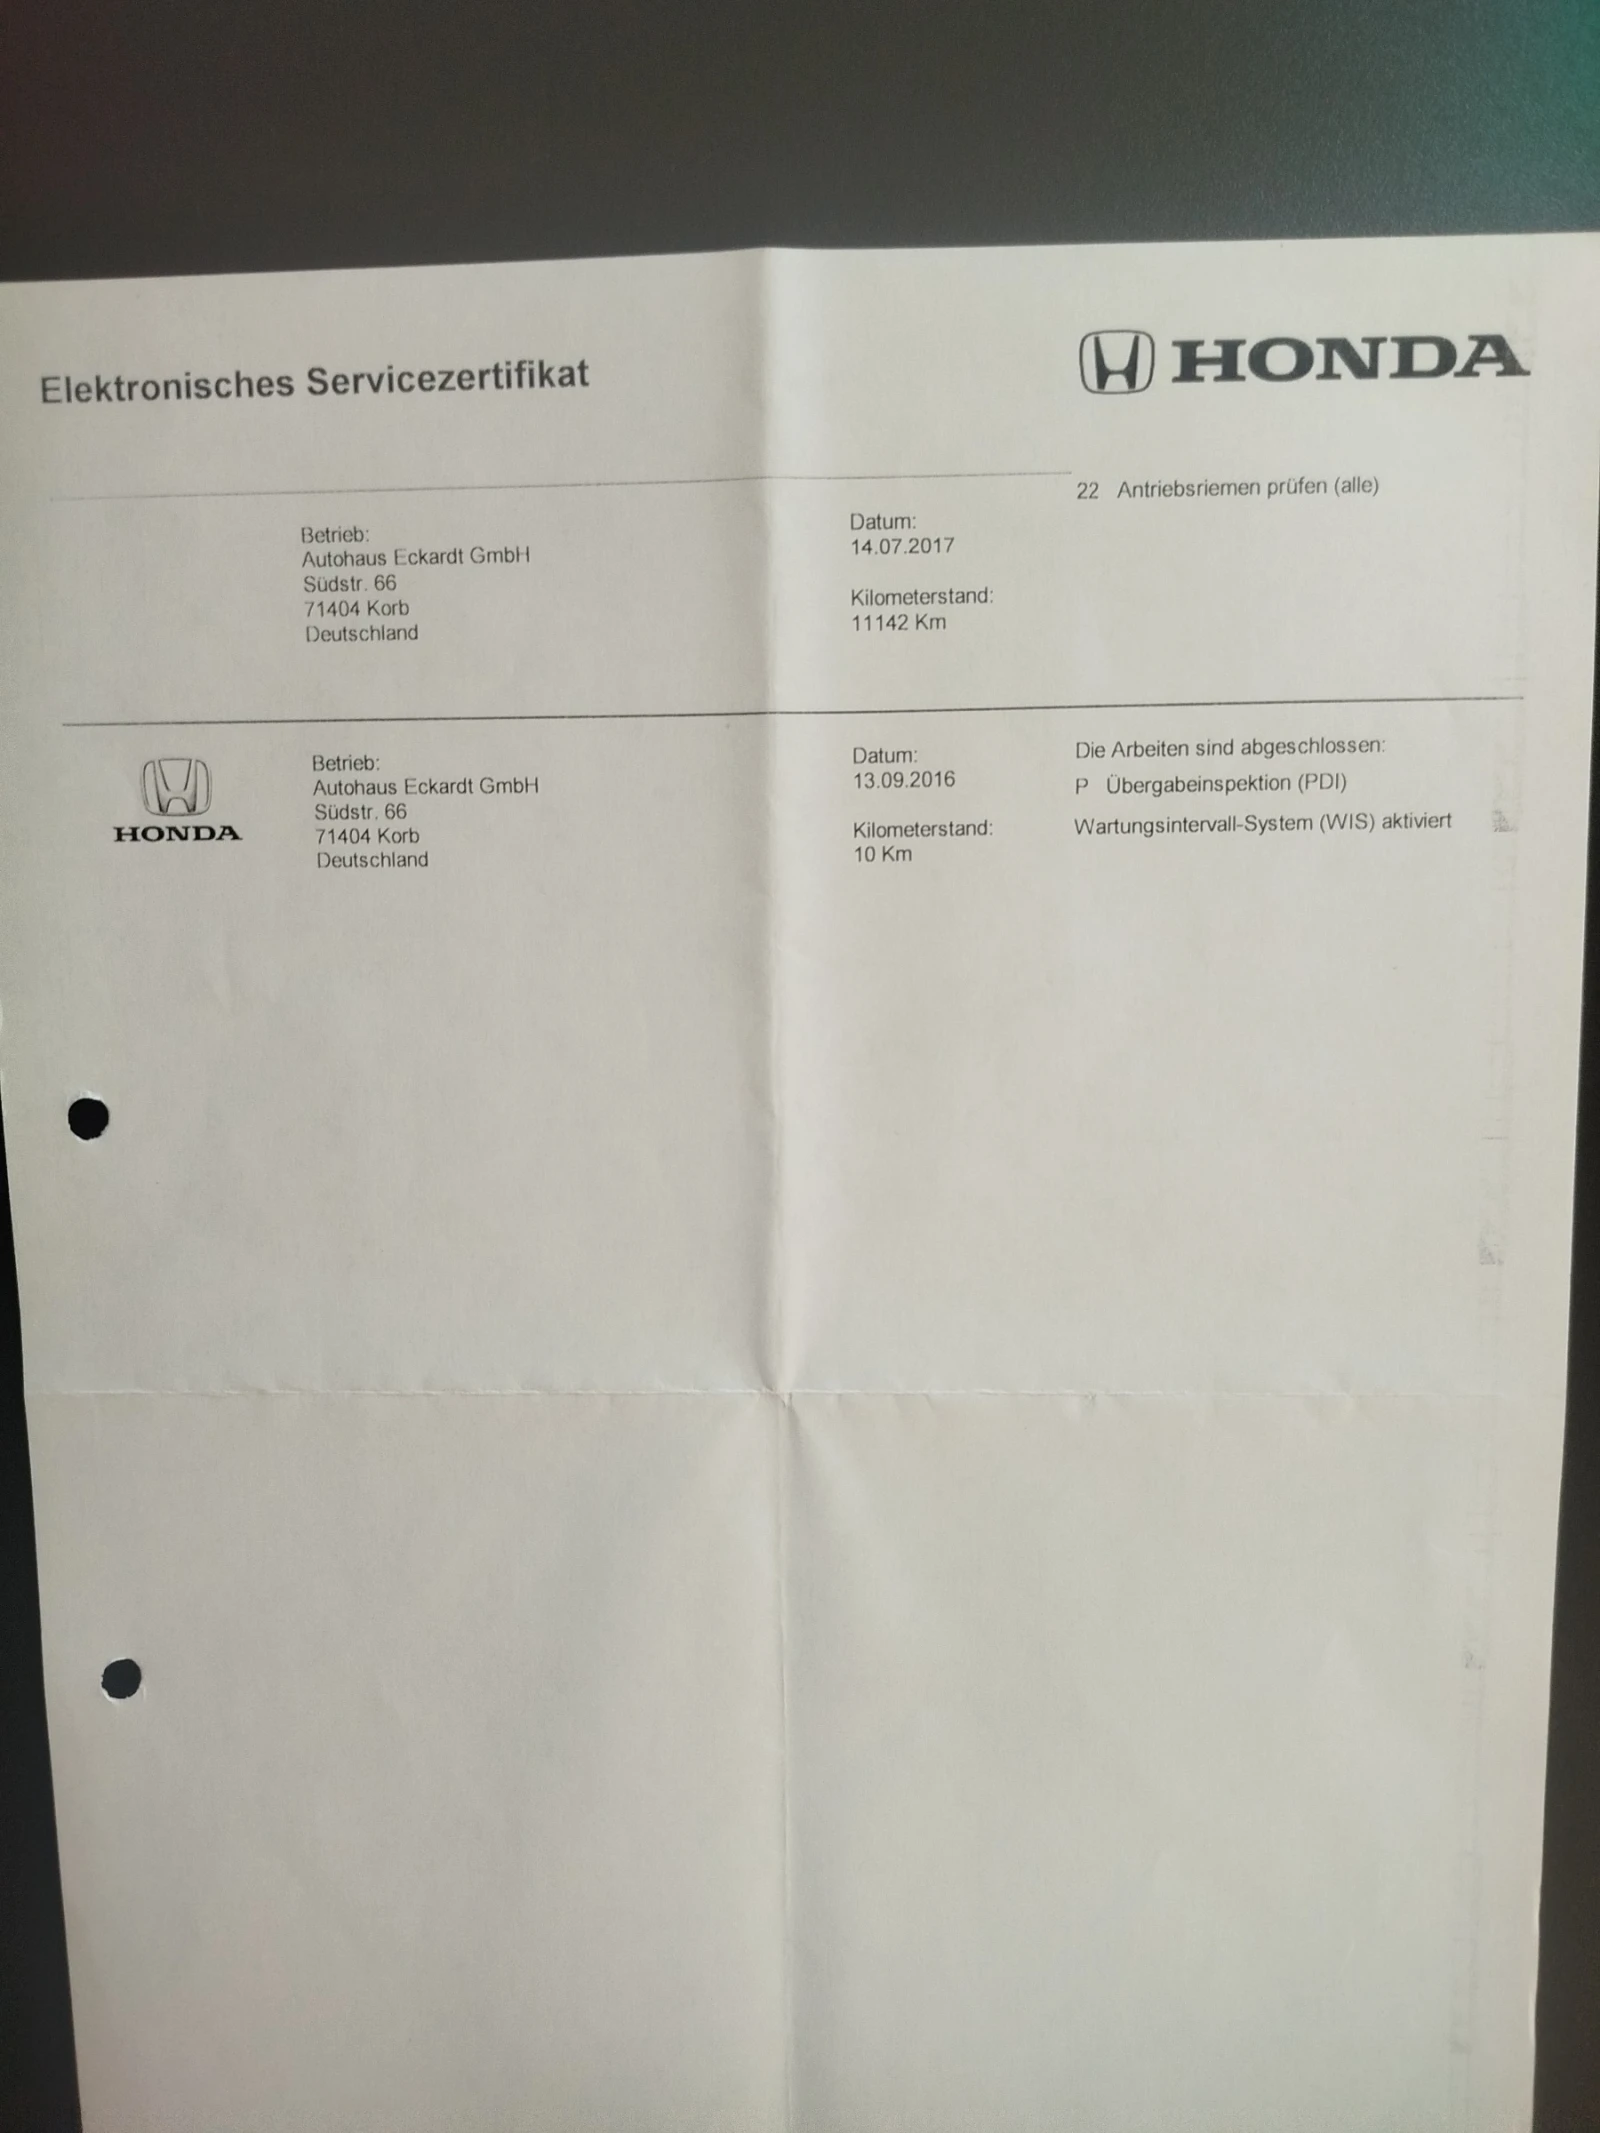 Elektronisches Servicezertifikat
HONDA
22 Antriebsriemen prüfen (alle)
Betrieb:
Autohaus Eckardt GmbH
Südstr. 66
71404 Korb
Deutschland
Datum:
14.07.2017
Kilometerstand:
11142 Km
HONDA
Betrieb:
Autohaus Eckardt GmbH
Südstr. 66
71404 Korb
Deutschland
Datum:
13.09.2016
Kilometerstand:
10 Km
Die Arbeiten sind abgeschlossen:
P Übergabeinspektion (PDI)
Wartungsintervall-System (WIS) aktiviert